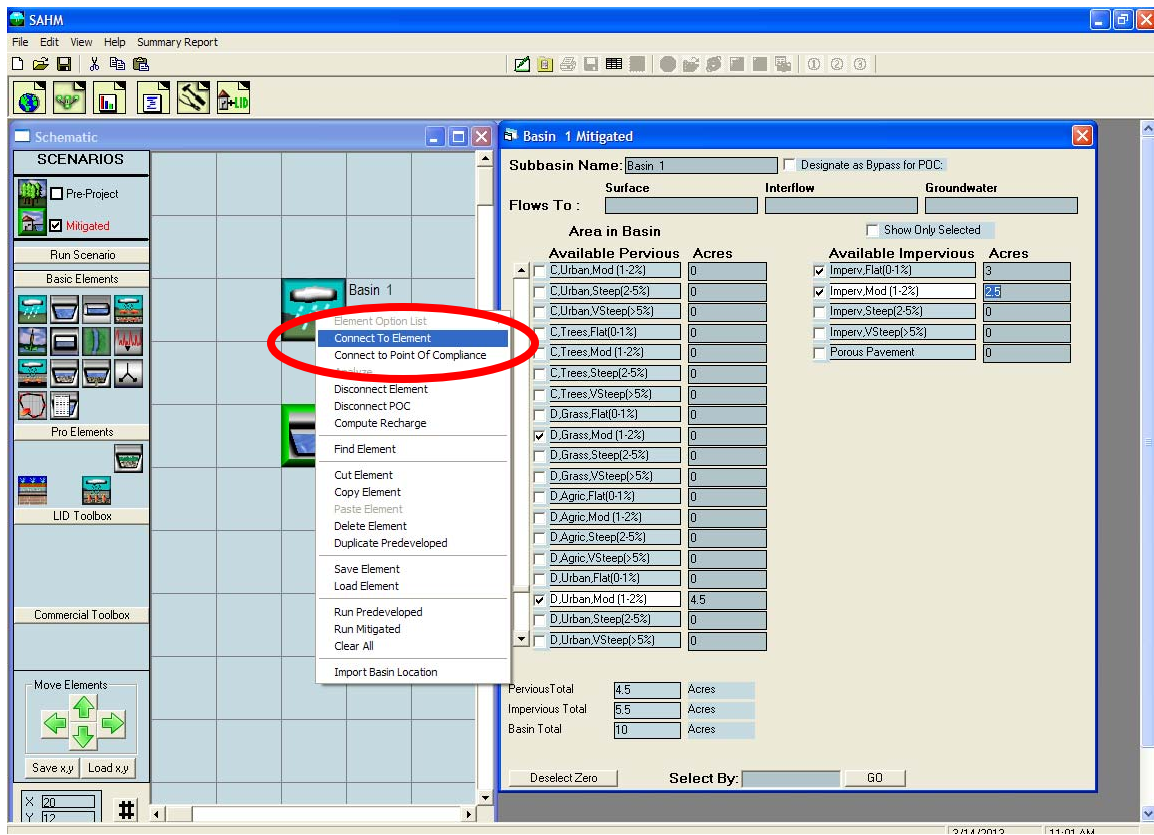 SAHM
File Edit View Help Summary Report
+LID
Schematic
SCENARIOS
Pre-Project
Mitigated
Run Scenario
Basic Elements
Pro Elements
LID Toolbox
Commercial Toolbox
Move Elements
Save x,y Load x,y
X 20
Y 12
#
Basin 1
Element Option List
Connect To Element
Connect to Point Of Compliance
Analyze
Disconnect Element
Disconnect POC
Compute Recharge
Find Element
Cut Element
Copy Element
Paste Element
Delete Element
Duplicate Predeveloped
Save Element
Load Element
Run Predeveloped
Run Mitigated
Clear All
Import Basin Location
Basin 1 Mitigated
Subbasin Name: Basin 1 Designate as Bypass for POC:
Surface Interflow Groundwater
Flows To :
Area in Basin Show Only Selected
Available Pervious Acres Available Impervious Acres
C,Urban,Mod (1-2%) 0 Imperv,Flat(0-1%) 3
C,Urban,Steep(2-5%) 0 Imperv,Mod (1-2%) 2.5
C,Urban,VSteep(>5%) 0 Imperv,Steep(2-5%) 0
C,Trees,Flat(0-1%) 0 Imperv,VSteep(>5%) 0
C,Trees,Mod (1-2%) 0 Porous Pavement 0
C,Trees,Steep(2-5%) 0
C,Trees,VSteep(>5%) 0
D,Grass,Flat(0-1%) 0
D,Grass,Mod (1-2%) 0
D,Grass,Steep(2-5%) 0
D,Grass,VSteep(>5%) 0
D,Agric,Flat(0-1%) 0
D,Agric,Mod (1-2%) 0
D,Agric,Steep(2-5%) 0
D,Agric,VSteep(>5%) 0
D,Urban,Flat(0-1%) 0
D,Urban,Mod (1-2%) 4.5
D,Urban,Steep(2-5%) 0
D,Urban,VSteep(>5%) 0
PerviousTotal 4.5 Acres
Impervious Total 5.5 Acres
Basin Total 10 Acres
Deselect Zero Select By: GO
3/14/2013 11:01 AM